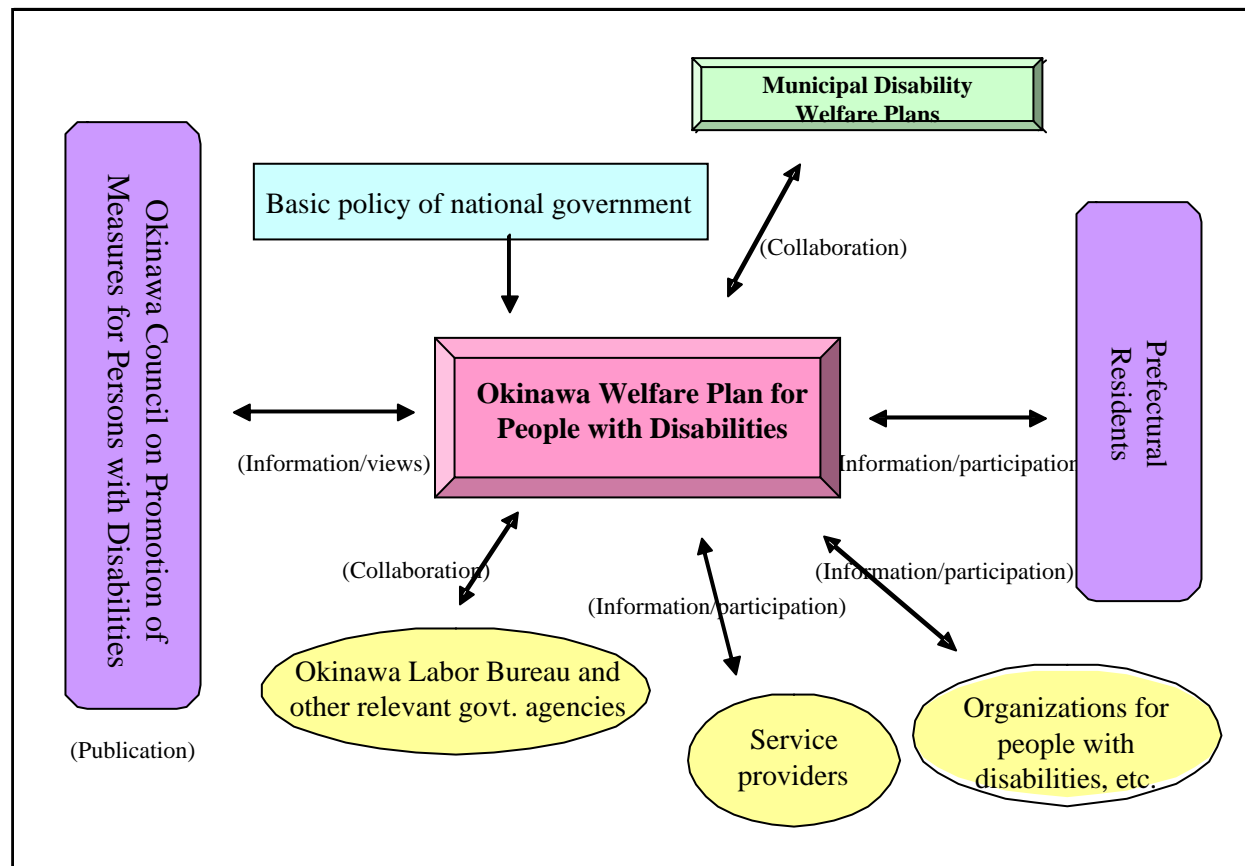 Municipal Disability
Welfare Plans
Basic policy of national government
(Collaboration)
Okinawa Council on Promotion of
Measures for Persons with Disabilities
Okinawa Welfare Plan for
People with Disabilities
Prefectural
Residents
(Information/views)
Information/participation
(Collaboration)
(Information/participation)
(Information/participation)
Okinawa Labor Bureau and
other relevant govt. agencies
Service
providers
Organizations for
people with
disabilities, etc.
(Publication)